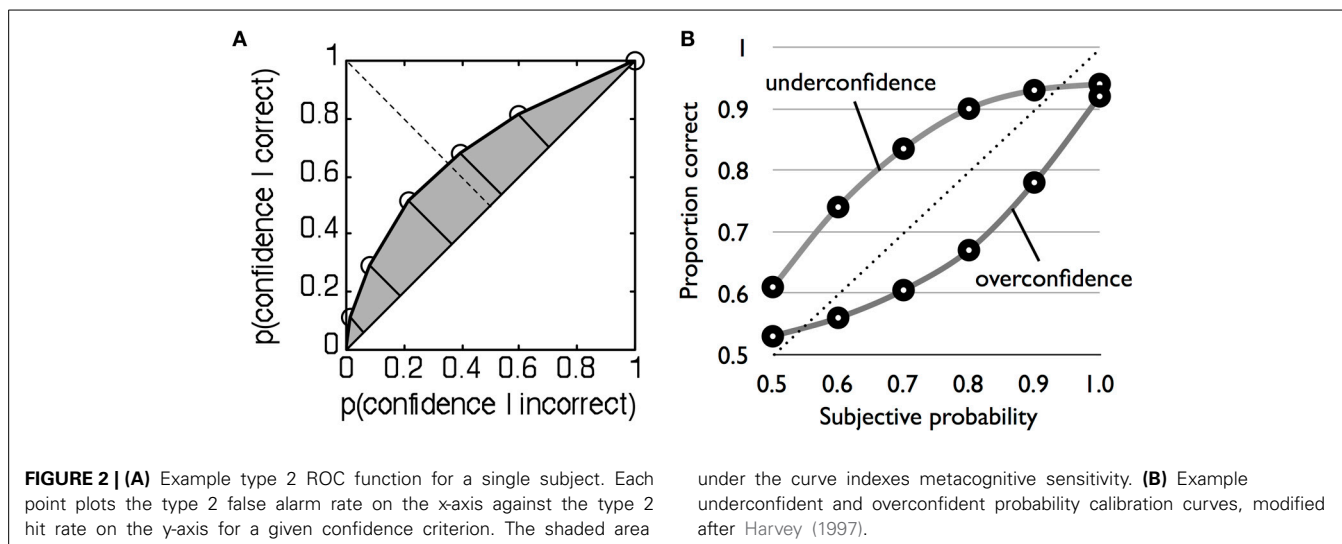 A
1
0.8
0.6
0.4
0.2
0
0 0.2 0.4 0.6 0.8 1
p(confidence | correct)
p(confidence | incorrect)
B
1
0.9
0.8
0.7
0.6
0.5
0.5 0.6 0.7 0.8 0.9 1.0
Proportion correct
Subjective probability
underconfidence
overconfidence
FIGURE 2 | (A) Example type 2 ROC function for a single subject. Each
point plots the type 2 false alarm rate on the x-axis against the type 2
hit rate on the y-axis for a given confidence criterion. The shaded area
under the curve indexes metacognitive sensitivity. (B) Example
underconfident and overconfident probability calibration curves, modified
after Harvey (1997).